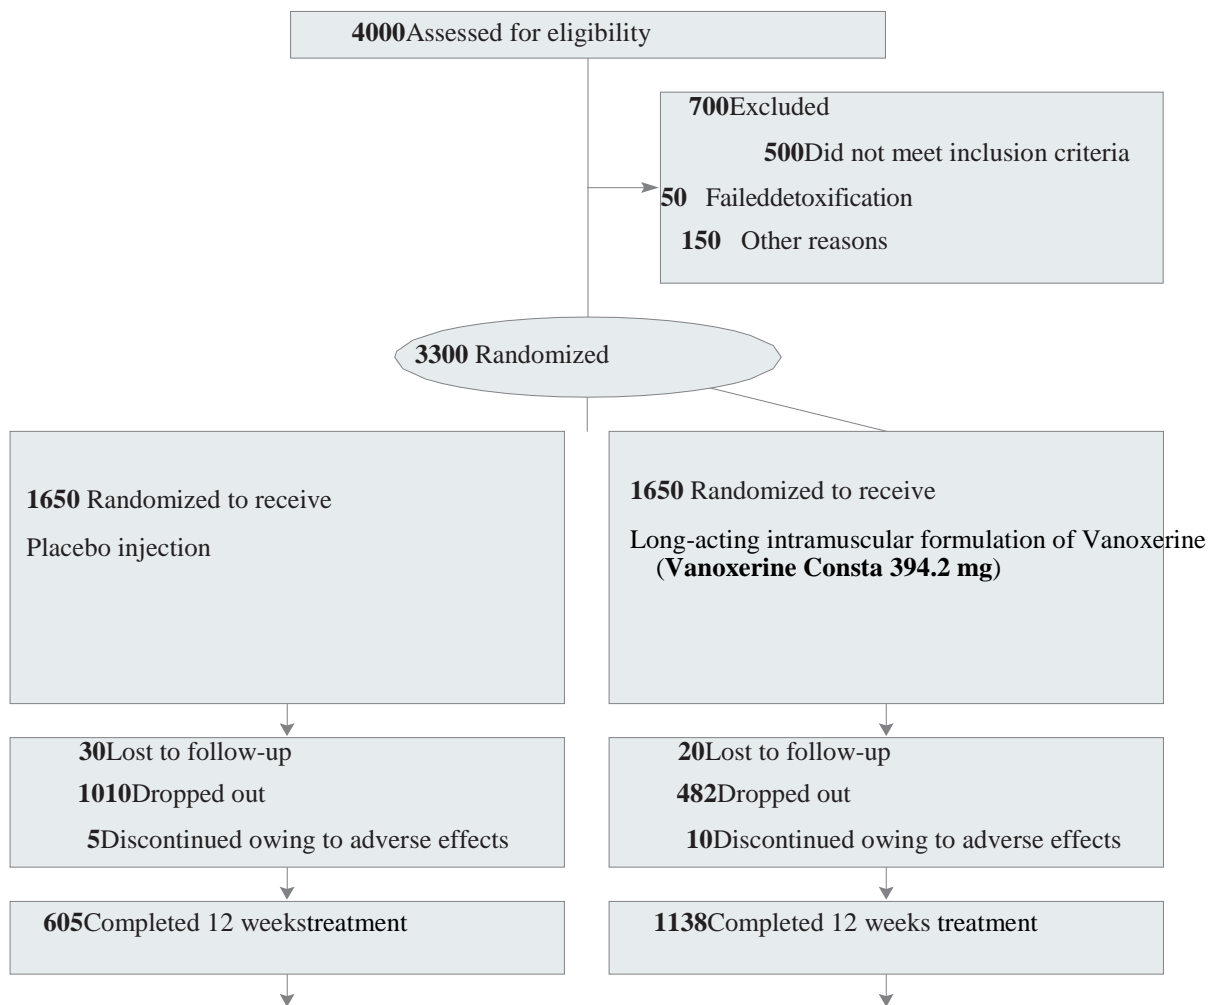 4000Assessed for eligibility
700Excluded
500Did not meet inclusion criteria
50 Faileddetoxification
150 Other reasons
3300 Randomized
1650 Randomized to receive
Placebo injection
1650 Randomized to receive
Long-acting intramuscular formulation of Vanoxerine
(Vanoxerine Consta 394.2 mg)
30Lost to follow-up
1010Dropped out
5Discontinued owing to adverse effects
20Lost to follow-up
482Dropped out
10Discontinued owing to adverse effects
605Completed 12 weekstreatment
1138Completed 12 weeks treatment